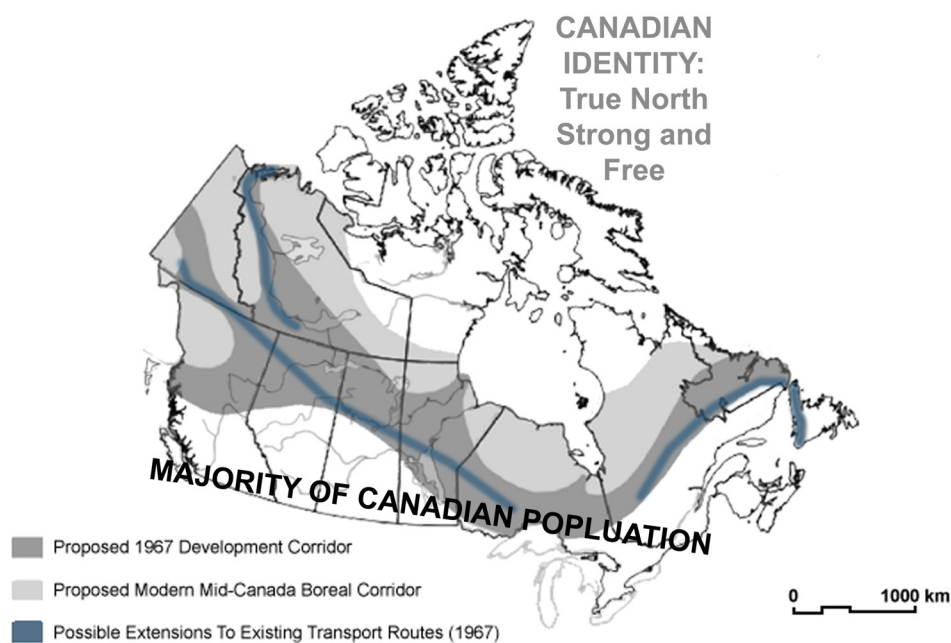 CANADIAN
IDENTITY:
True North
Strong and
Free
MAJORITY OF CANADIAN POPLUATION
Proposed 1967 Development Corridor
Proposed Modern Mid-Canada Boreal Corridor
Possible Extensions To Existing Transport Routes (1967)
0 1000 km